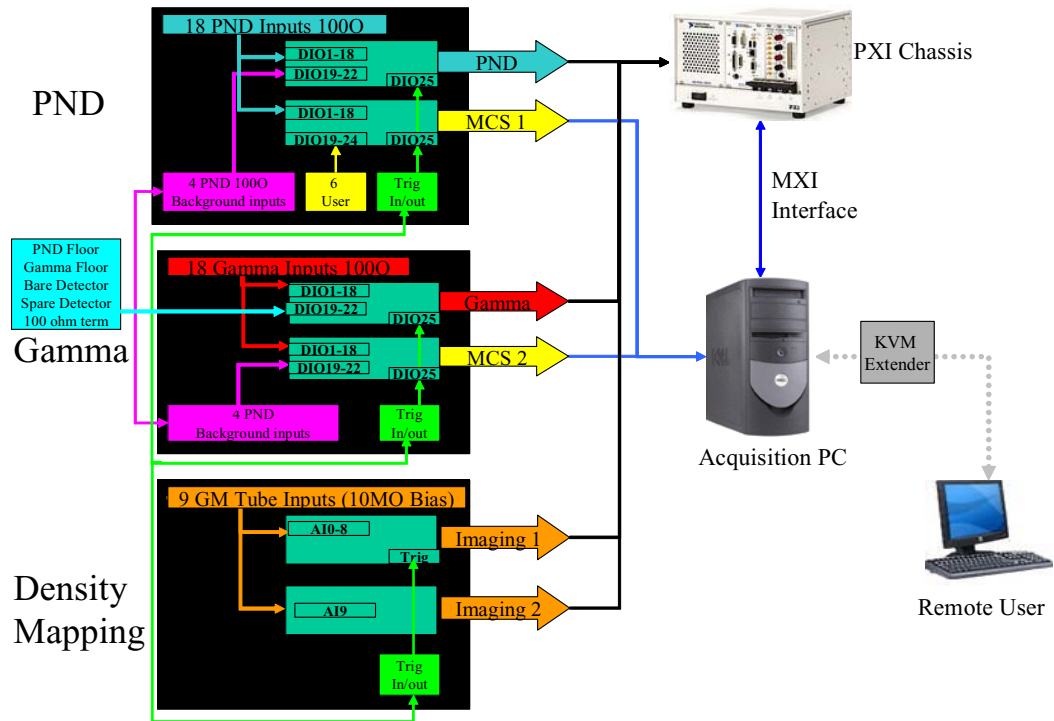 18 PND Inputs 100O
DIO1-18
DIO19-22
DIO25
PND
PND
DIO1-18
DIO19-24
DIO25
MCS 1
4 PND 100O
Background inputs
6
User
Trig
In/out
PND Floor
Gamma Floor
Bare Detector
Spare Detector
100 ohm term
Gamma
18 Gamma Inputs 100O
DIO1-18
DIO19-22
DIO25
Gamma
DIO1-18
DIO19-22
DIO25
MCS 2
4 PND
Background inputs
Trig
In/out
Density
Mapping
9 GM Tube Inputs (10MO Bias)
AI0-8
Trig
Imaging 1
AI9
Imaging 2
Trig
In/out
PXI Chassis
PXI
MXI
Interface
Acquisition PC
KVM
Extender
Remote User